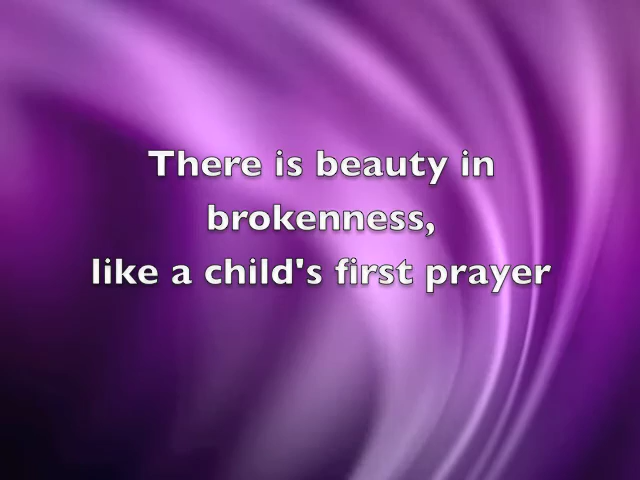 There is beauty in
brokenness,
like a child's first prayer